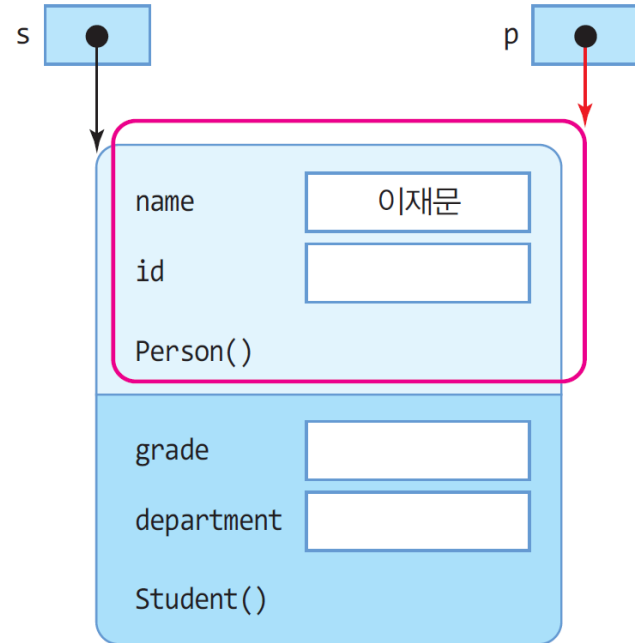 s
p
name
이재문
id
Person()
grade
department
Student()